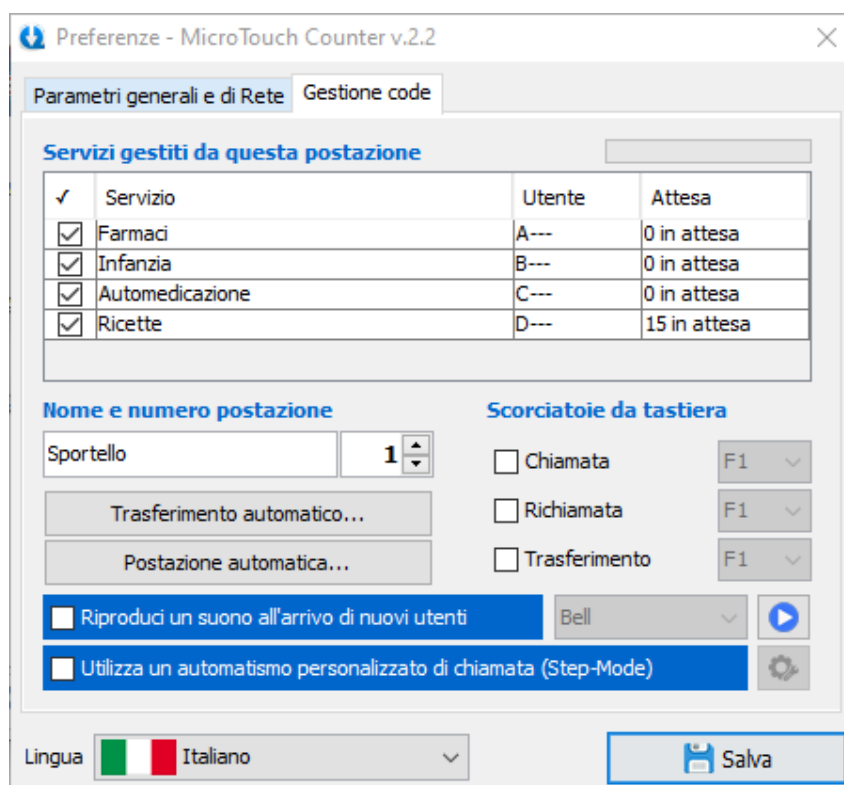 Preferenze - MicroTouch Counter v.2.2
Parametri generali e di Rete Gestione code
Servizi gestiti da questa postazione
✓ Servizio Utente Attesa
Farmaci A--- 0 in attesa
Infanzia B--- 0 in attesa
Automedicazione C--- 0 in attesa
Ricette D--- 15 in attesa
Nome e numero postazione
Sportello 1
Trasferimento automatico...
Postazione automatica...
Scorciatoie da tastiera
Chiamata F1
Richiamata F1
Trasferimento F1
Riproduci un suono all'arrivo di nuovi utenti Bell
Utilizza un automatismo personalizzato di chiamata (Step-Mode)
Lingua Italiano Salva